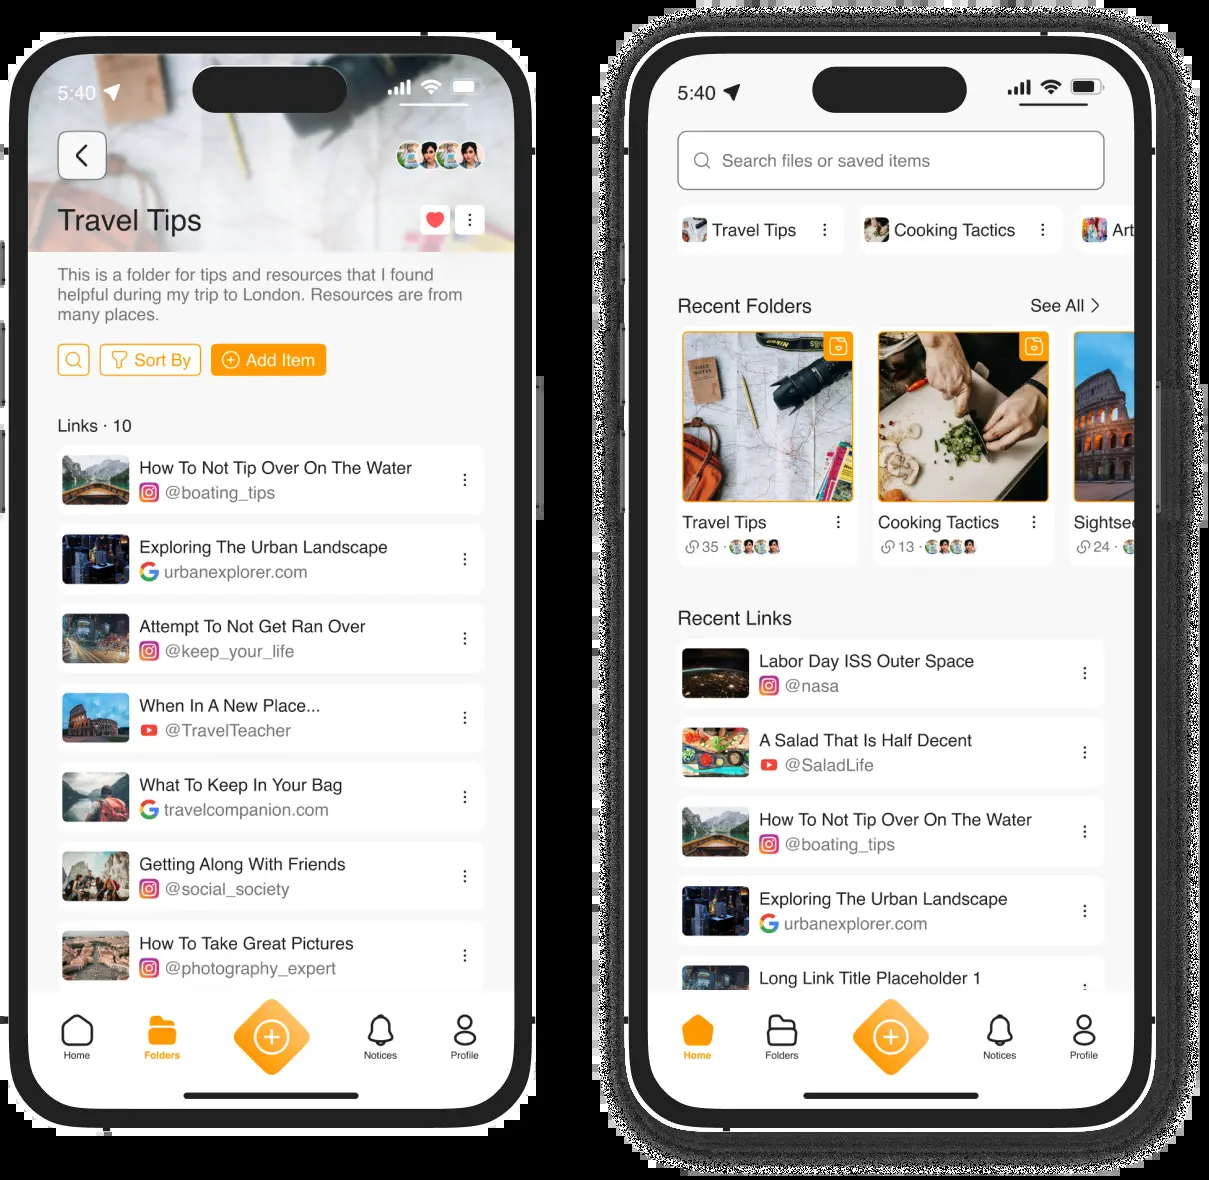 5:40
Travel Tips
This is a folder for tips and resources that I found
helpful during my trip to London. Resources are from
many places.
Sort By
Add Item
Links · 10
How To Not Tip Over On The Water
@boating_tips
Exploring The Urban Landscape
urbanexplorer.com
Attempt To Not Get Ran Over
@keep_your_life
When In A New Place...
@TravelTeacher
What To Keep In Your Bag
travelcompanion.com
Getting Along With Friends
@social_society
How To Take Great Pictures
@photography_expert
Home
Folders
Notices
Profile
5:40
Search files or saved items
Travel Tips
Cooking Tactics
Art
Recent Folders
See All
FIELD
NOTES
Nikon
Travel Tips
35 ·
Cooking Tactics
13 ·
Sightsee
24 ·
Recent Links
Labor Day ISS Outer Space
@nasa
A Salad That Is Half Decent
@SaladLife
How To Not Tip Over On The Water
@boating_tips
Exploring The Urban Landscape
urbanexplorer.com
Long Link Title Placeholder 1
Home
Folders
Notices
Profile